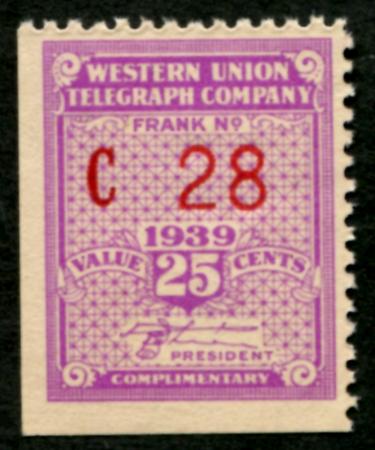 WESTERN UNION
TELEGRAPH COMPANY
FRANK No
C 28
1939
VALUE 25 CENTS
PRESIDENT
COMPLIMENTARY